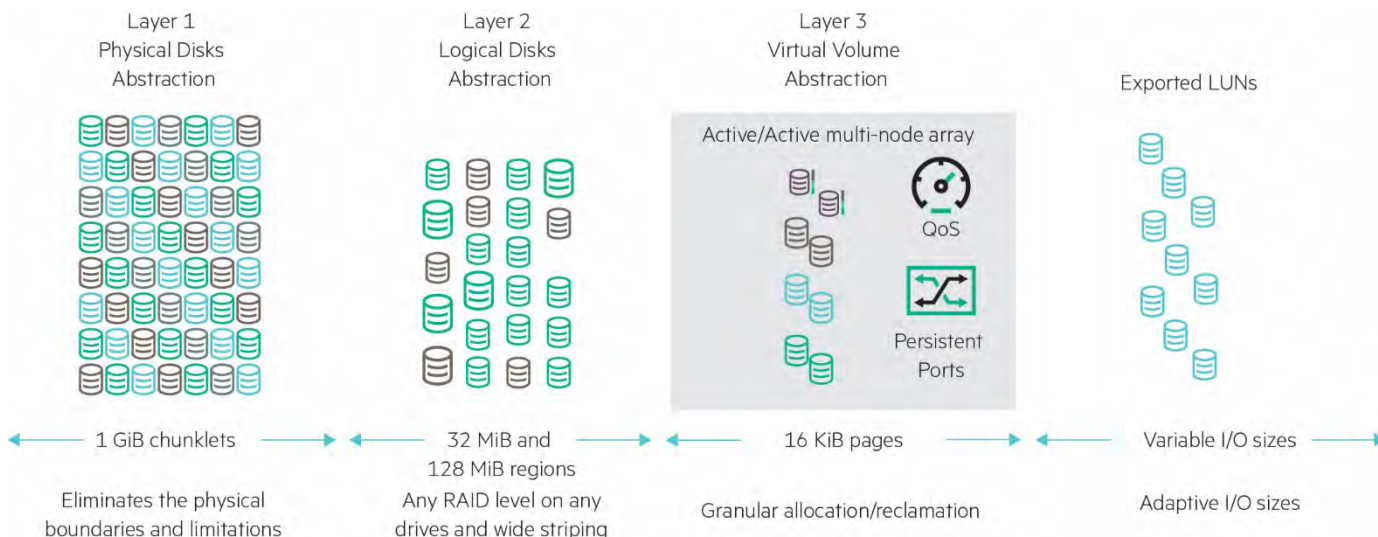 Layer 1
Physical Disks
Abstraction
Layer 2
Logical Disks
Abstraction
Layer 3
Virtual Volume
Abstraction
Exported LUNs
Active/Active multi-node array
QoS
Persistent
Ports
1 GiB chunklets
32 MiB and
128 MiB regions
16 KiB pages
Variable I/O sizes
Eliminates the physical
boundaries and limitations
Any RAID level on any
drives and wide striping
Granular allocation/reclamation
Adaptive I/O sizes